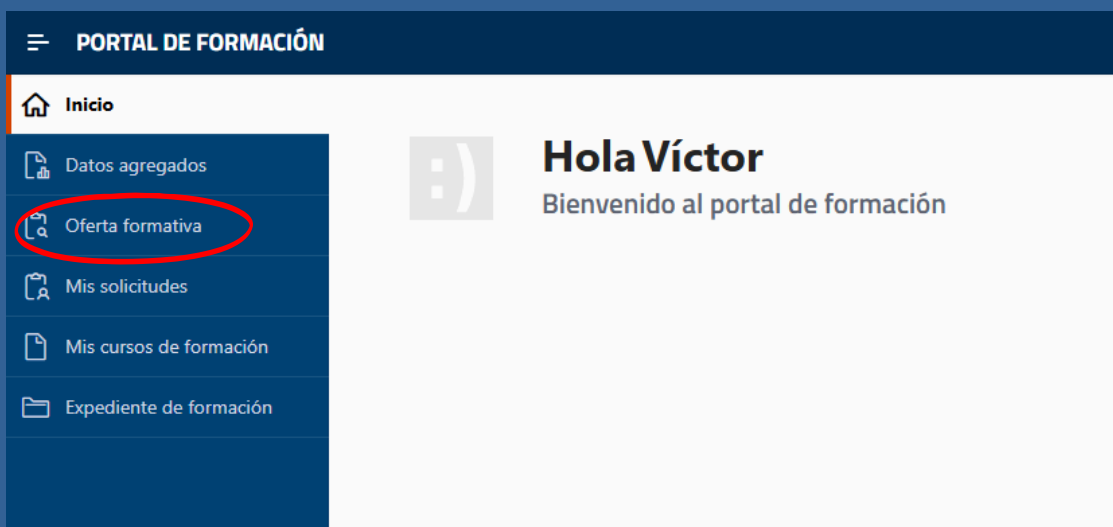 PORTAL DE FORMACIÓN
Inicio
Datos agregados
Oferta formativa
Mis solicitudes
Mis cursos de formación
Expediente de formación
:)
Hola Víctor
Bienvenido al portal de formación